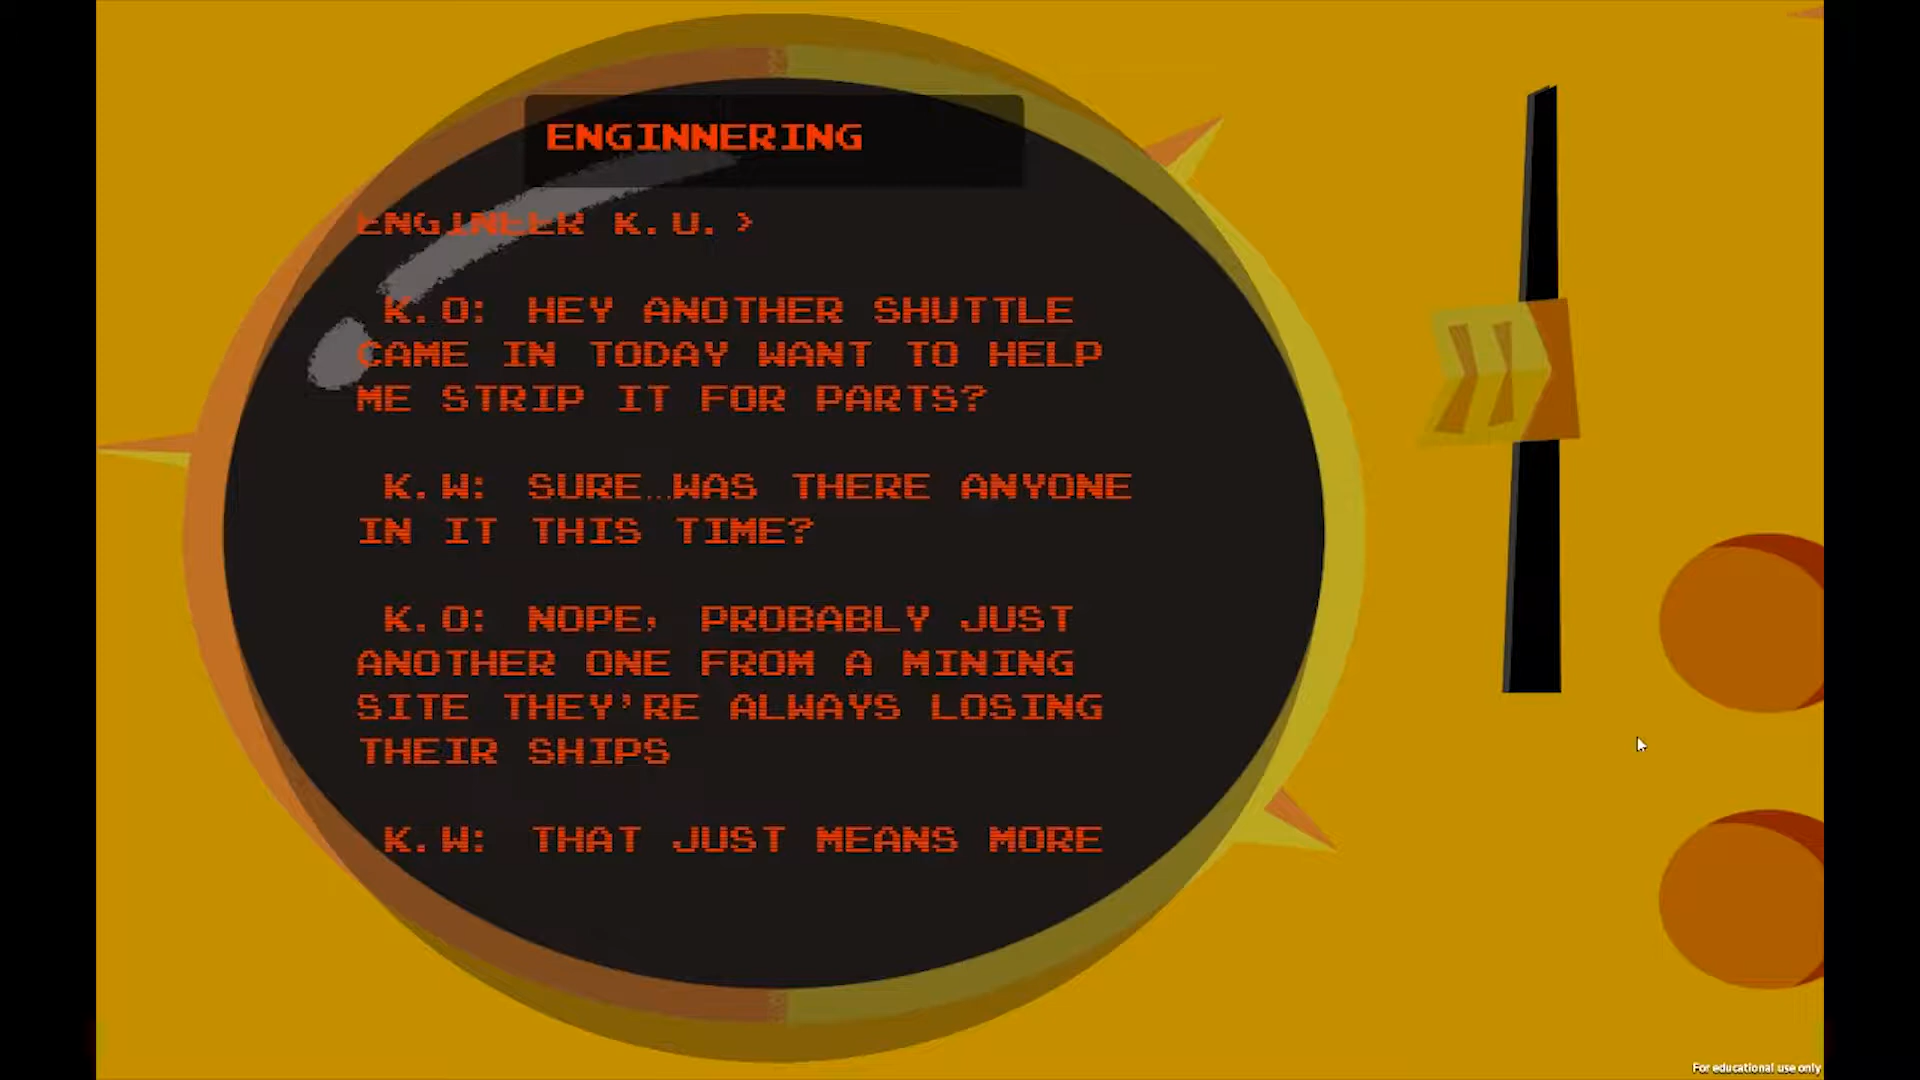 ENGINNERING
ENGINEER K.U.>
K.O: HEY ANOTHER SHUTTLE
CAME IN TODAY WANT TO HELP
ME STRIP IT FOR PARTS?
K.W: SURE...WAS THERE ANYONE
IN IT THIS TIME?
K.O: NOPE, PROBABLY JUST
ANOTHER ONE FROM A MINING
SITE THEY'RE ALWAYS LOSING
THEIR SHIPS
K.W: THAT JUST MEANS MORE
For educational use only